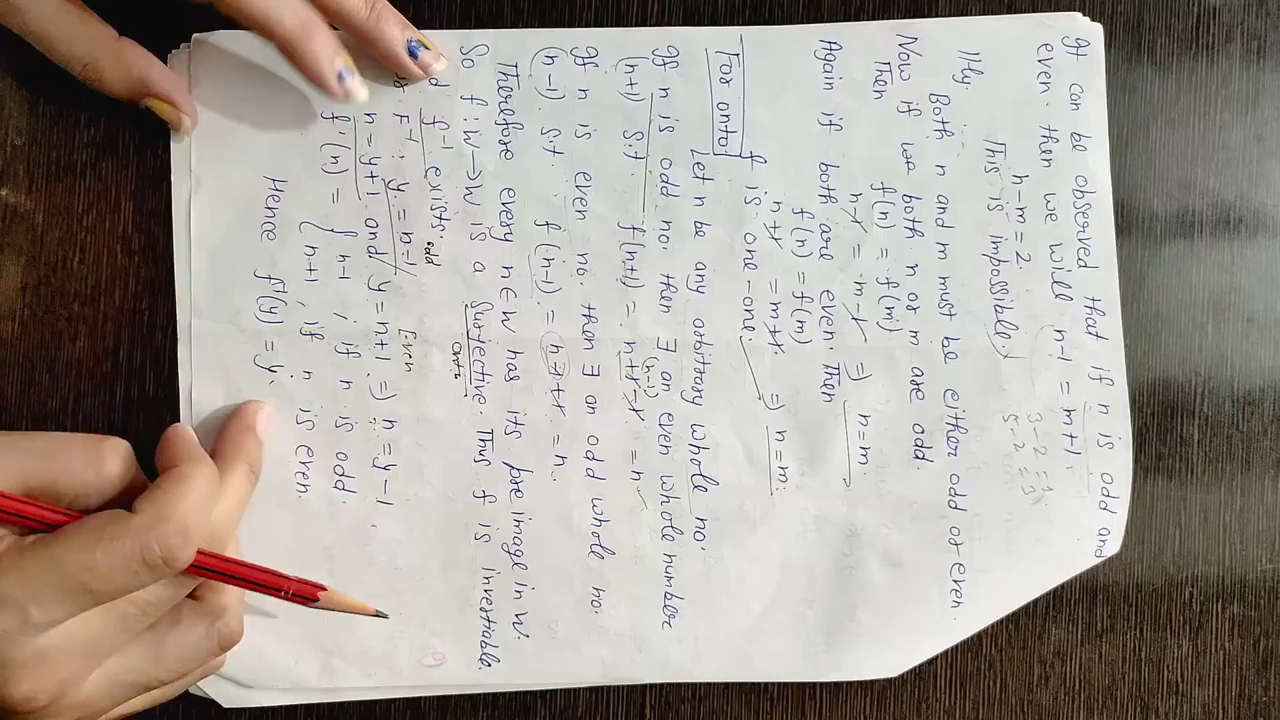 It can be observed that if n is odd and
even. then we will n-1 = m+1.
n-m = 2.
This is impossible.
3-2 = 1
5-2 = 3
Illy.
Both n and m must be either odd or even.
Now if we both n or m are odd.
Then f(n) = f(m)
n-1 = m-1 ⇒ n=m.
Again if both are even. Then
f(n) = f(m)
n+1 = m+1. ⇒ n=m.
f is one-one.
For onto:
Let n be any orbitrary whole no.
If n is odd no. then ∃ an even whole number
(n-1)
(n+1) s.t f(n+1) = n+1-1 = n
If n is even no. then ∃ an odd whole no.
(n-1). s.t. f(n-1) = n-1+1. = n.
Therefore every n ∈ W has its pre image in W.
So f: W→W is a Surjective. Thus f is invertiable.
onto
f⁻¹ exists.
odd
Even
y = n-1
n = y+1 and y = n+1 ⇒ n = y-1.
f⁻¹(n) = { n-1 ; if n is odd
{ n+1 , if n is even.
Hence f⁻¹(y) = y.